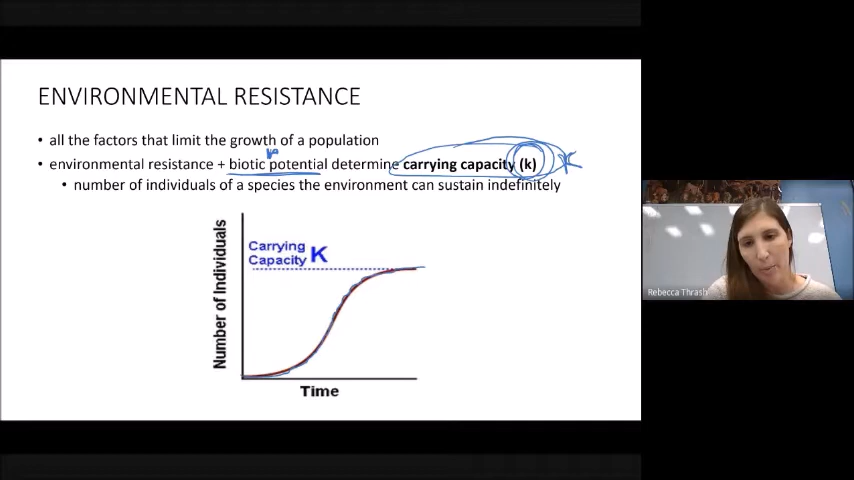 ENVIRONMENTAL RESISTANCE
• all the factors that limit the growth of a population
r
• environmental resistance + biotic potential determine carrying capacity (k) K
• number of individuals of a species the environment can sustain indefinitely
Number of Individuals
Carrying
Capacity K
Time
Rebecca Thrash